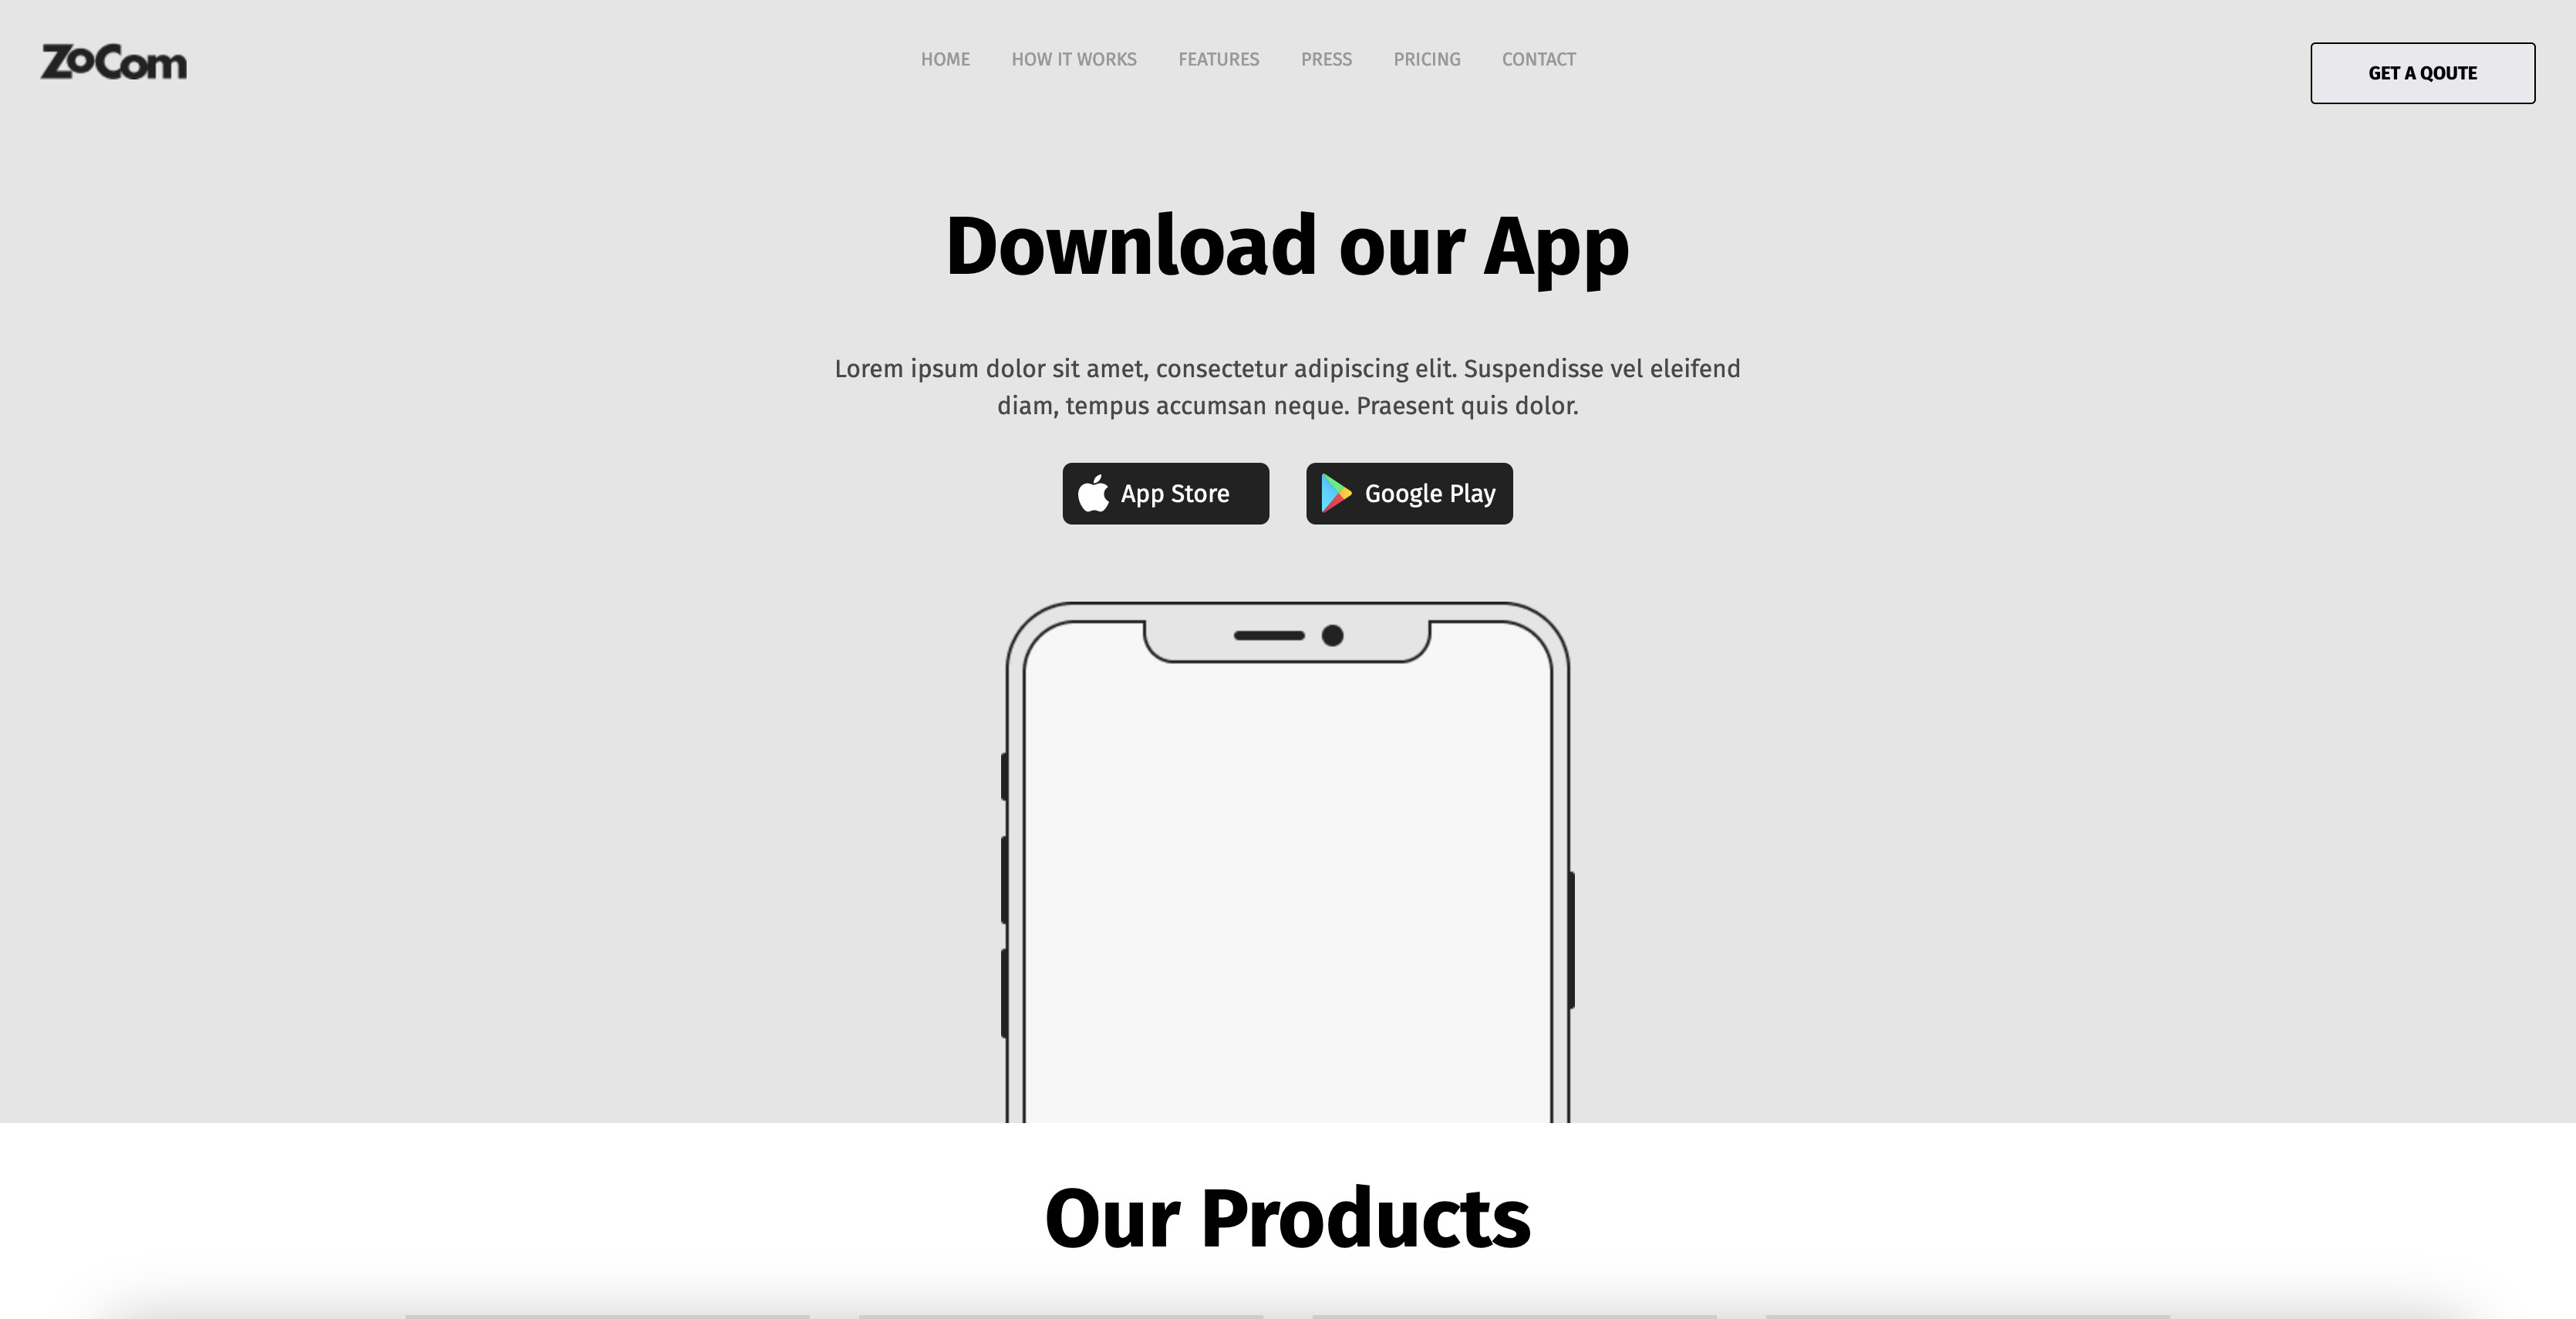 ZoCom
HOME HOW IT WORKS FEATURES PRESS PRICING CONTACT
GET A QOUTE
Download our App
Lorem ipsum dolor sit amet, consectetur adipiscing elit. Suspendisse vel eleifend
diam, tempus accumsan neque. Praesent quis dolor.
App Store Google Play
Our Products